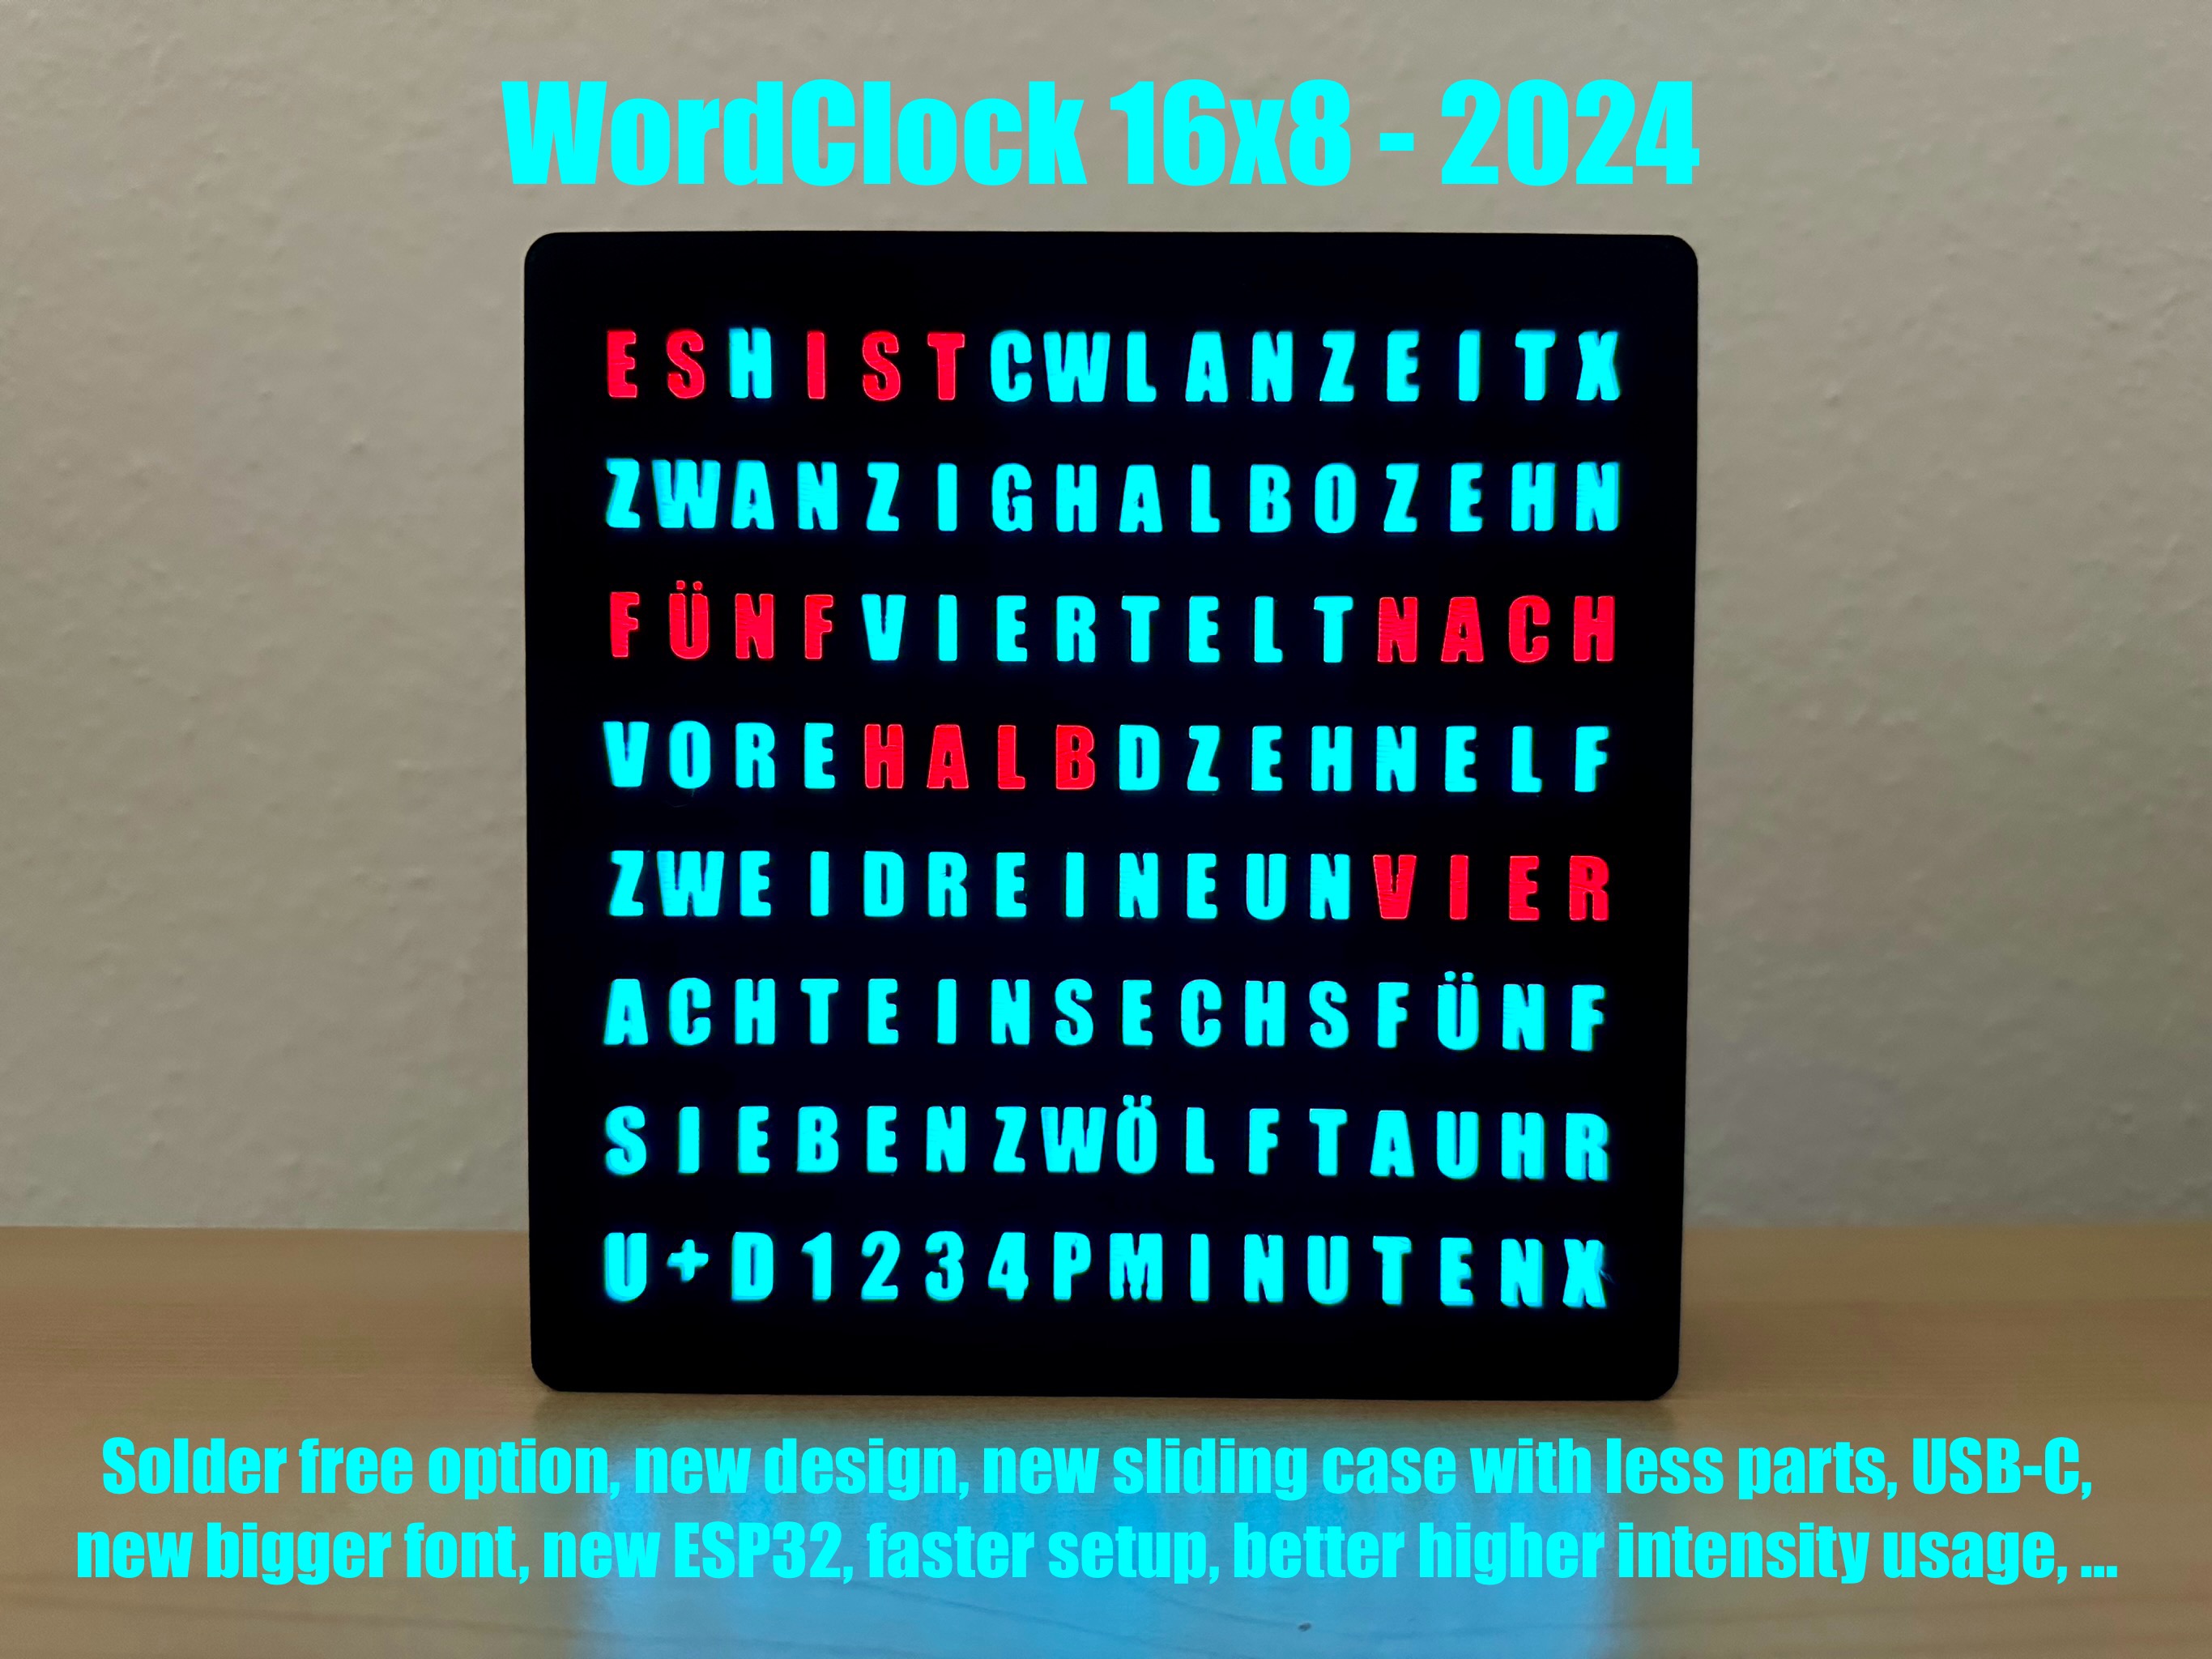 WordClock 16x8 - 2024
ESHISTCWLANZEITX
ZWANZIGHALBOZEHN
FÜNFVIERTELTNACH
VOREHALBDZEHNELF
ZWEIDREINEUNVIER
ACHTEINSECHSFÜNF
SIEBENZWÖLFTAUHR
U+D1234PMINUTENX
Solder free option, new design, new sliding case with less parts, USB-C,
new bigger font, new ESP32, faster setup, better higher intensity usage, ...